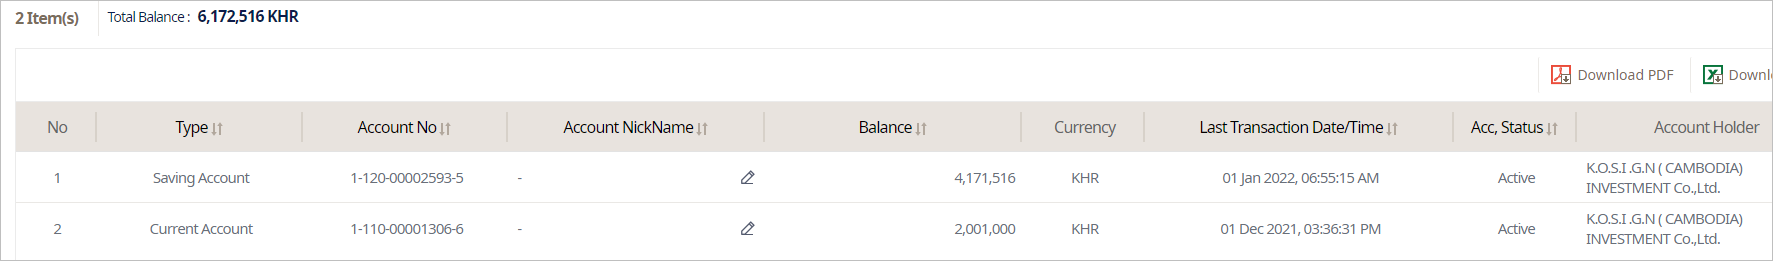 2 Item(s) Total Balance : 6,172,516 KHR
Download PDF Downl
No Type Account No Account NickName Balance Currency Last Transaction Date/Time Acc, Status Account Holder
1 Saving Account 1-120-00002593-5 - 4,171,516 KHR 01 Jan 2022, 06:55:15 AM Active K.O.S.I .G.N ( CAMBODIA)
INVESTMENT Co.,Ltd.
2 Current Account 1-110-00001306-6 - 2,001,000 KHR 01 Dec 2021, 03:36:31 PM Active K.O.S.I .G.N ( CAMBODIA)
INVESTMENT Co.,Ltd.